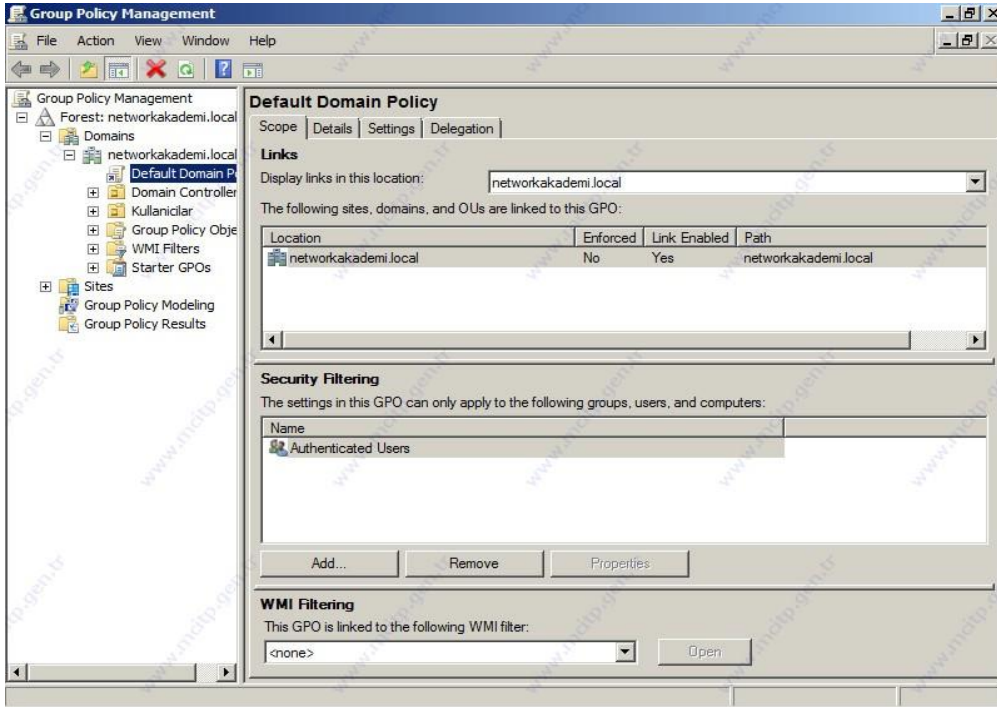 Group Policy Management
File Action View Window Help
Group Policy Management
Forest: networkakademi.local
Domains
networkakademi.local
Default Domain P
Domain Controller
Kullanicilar
Group Policy Obje
WMI Filters
Starter GPOs
Sites
Group Policy Modeling
Group Policy Results
Default Domain Policy
Scope Details Settings Delegation
Links
Display links in this location: networkakademi.local
The following sites, domains, and OUs are linked to this GPO:
Location Enforced Link Enabled Path
networkakademi.local No Yes networkakademi.local
Security Filtering
The settings in this GPO can only apply to the following groups, users, and computers:
Name
Authenticated Users
Add... Remove Properties
WMI Filtering
This GPO is linked to the following WMI filter:
<none> Open
www.mcitp.gen.tr